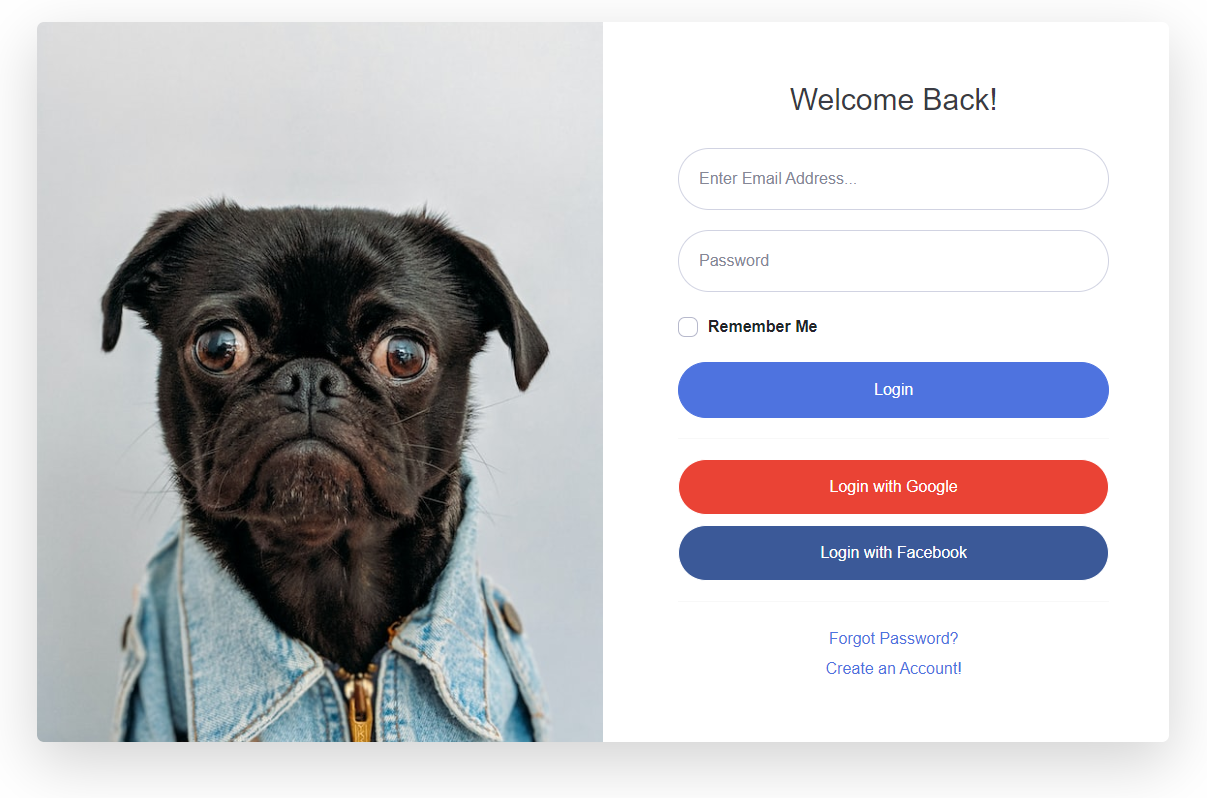 Welcome Back!
Enter Email Address...
Password
Remember Me
Login
Login with Google
Login with Facebook
Forgot Password?
Create an Account!